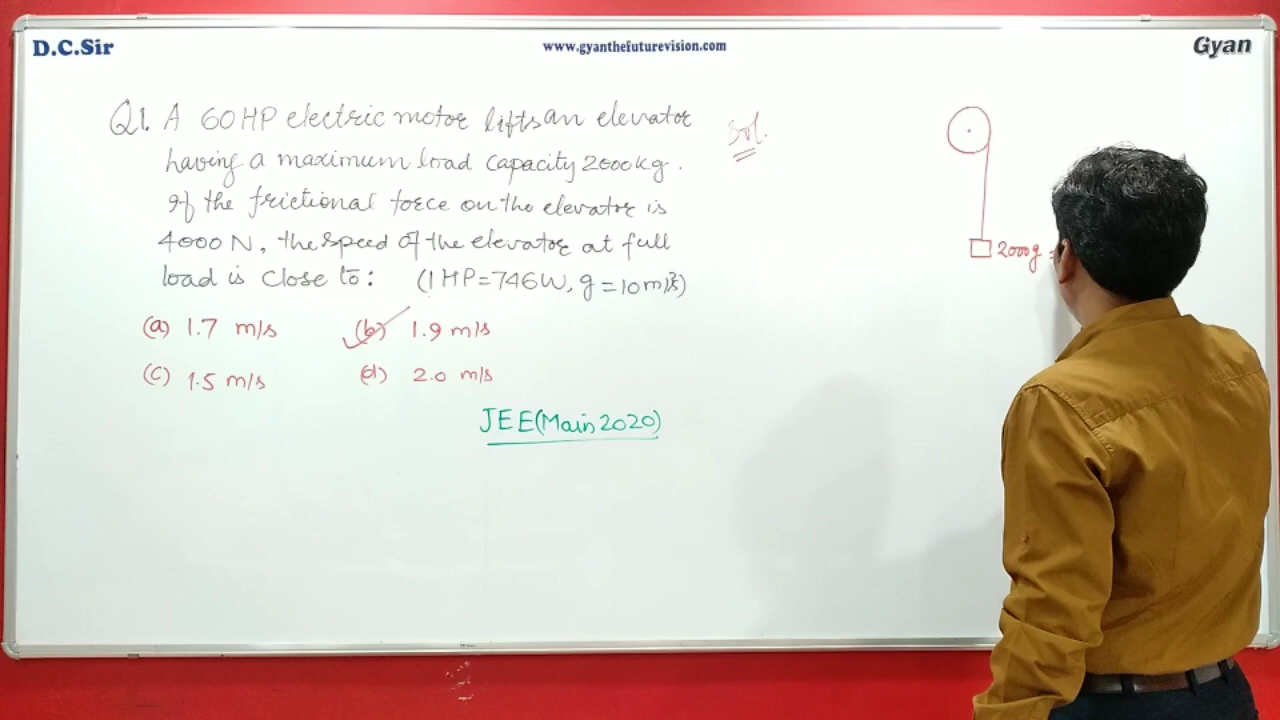 D.C.Sir
www.gyanthefuturevision.com
Gyan
Q1. A 60HP electric motor lifts an elevator
having a maximum load capacity 2000kg.
If the frictional force on the elevator is
4000 N, the speed of the elevator at full
load is close to: (1 HP=746W, g=10m/s²)
(a) 1.7 m/s (b) 1.9 m/s
(c) 1.5 m/s (d) 2.0 m/s
JEE(Main 2020)
Sol.
2000g =